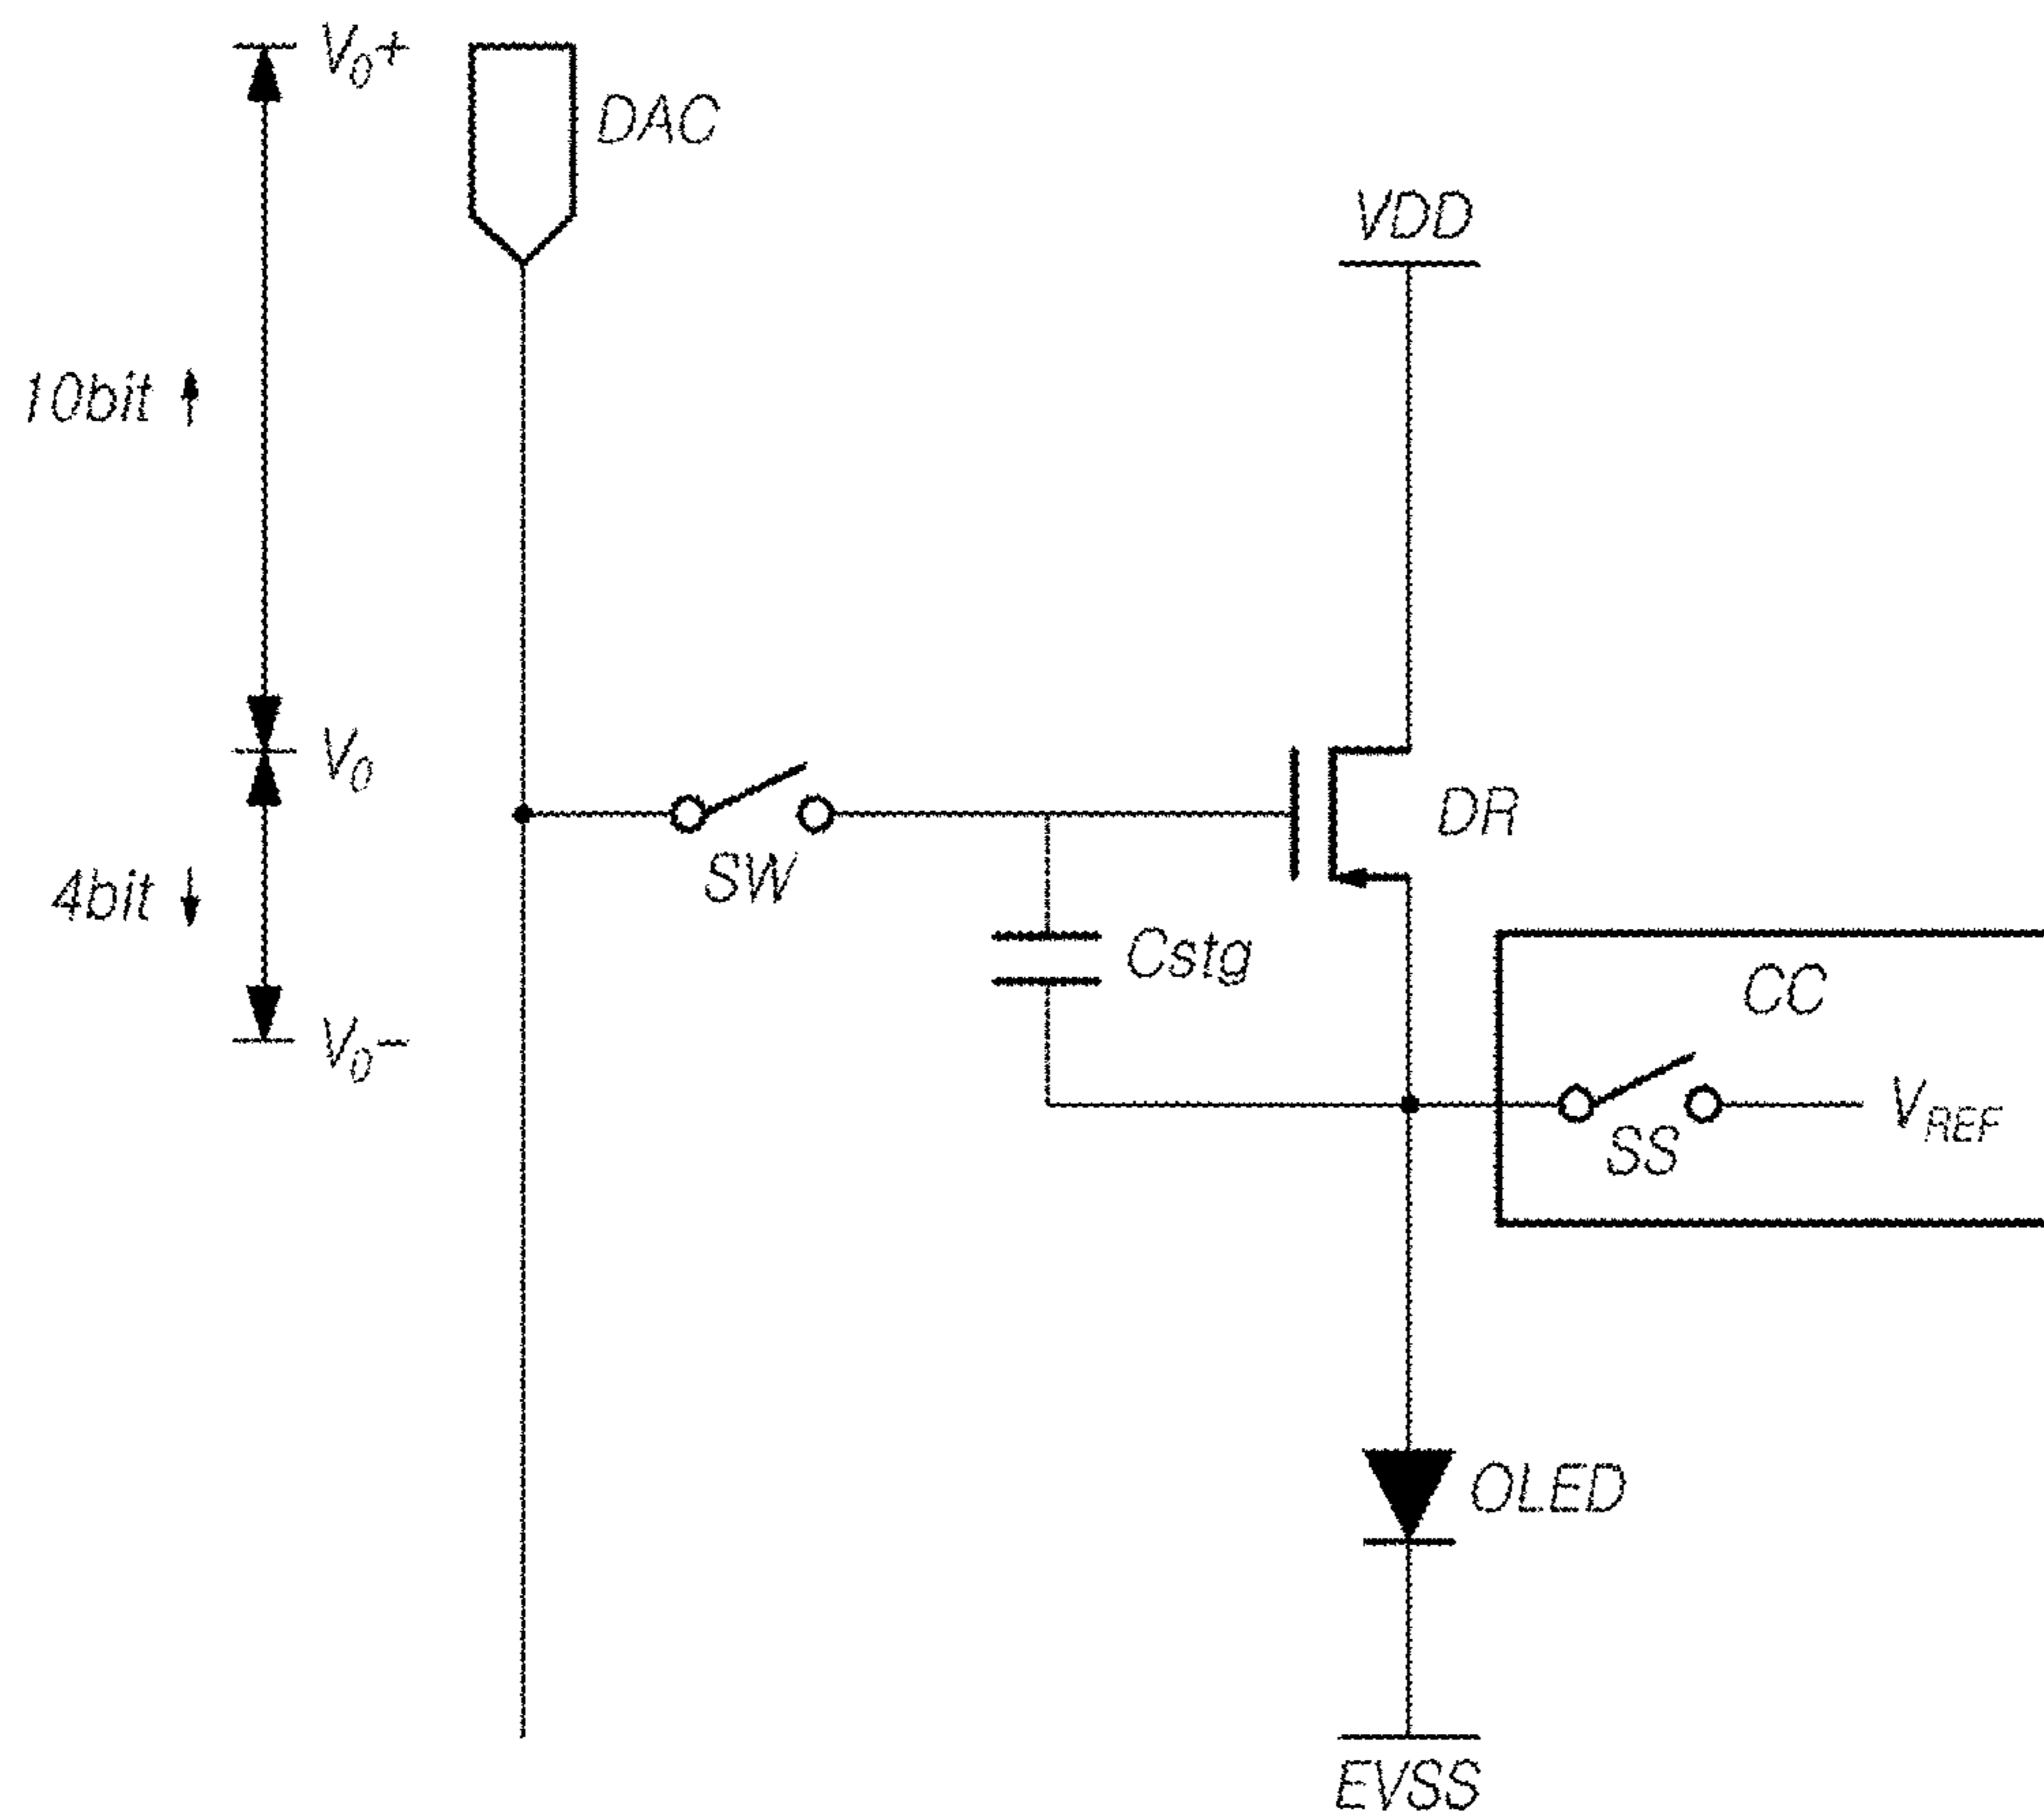 V0+
DAC
VDD
10bit
V0
DR
SW
4bit
Cstg
CC
V0−
VREF
SS
OLED
EVSS